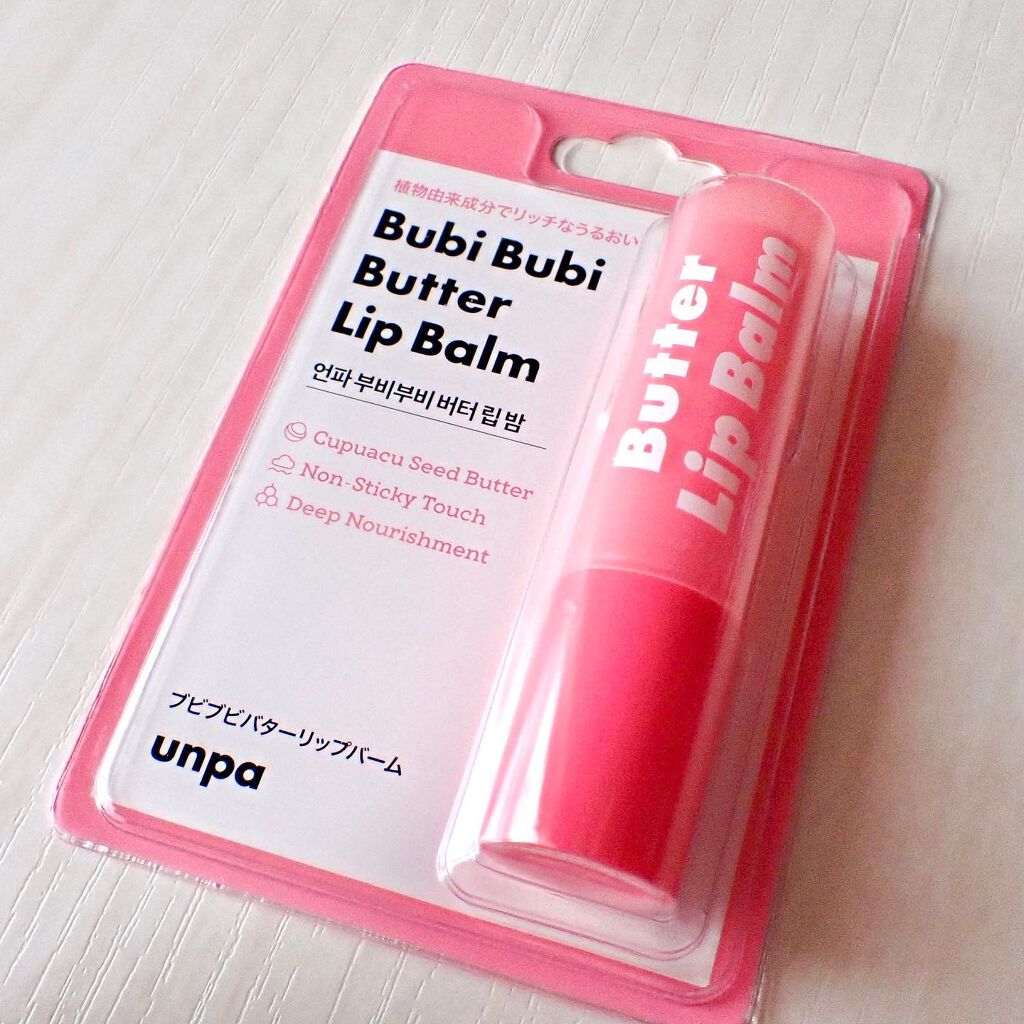 植物由来成分でリッチなうるおい
Bubi Bubi
Butter
Lip Balm
언파 부비부비 버터 립 밤
Cupuacu Seed Butter
Non-Sticky Touch
Deep Nourishment
ブビブビバターリップバーム
unpa
Butter
Lip Balm